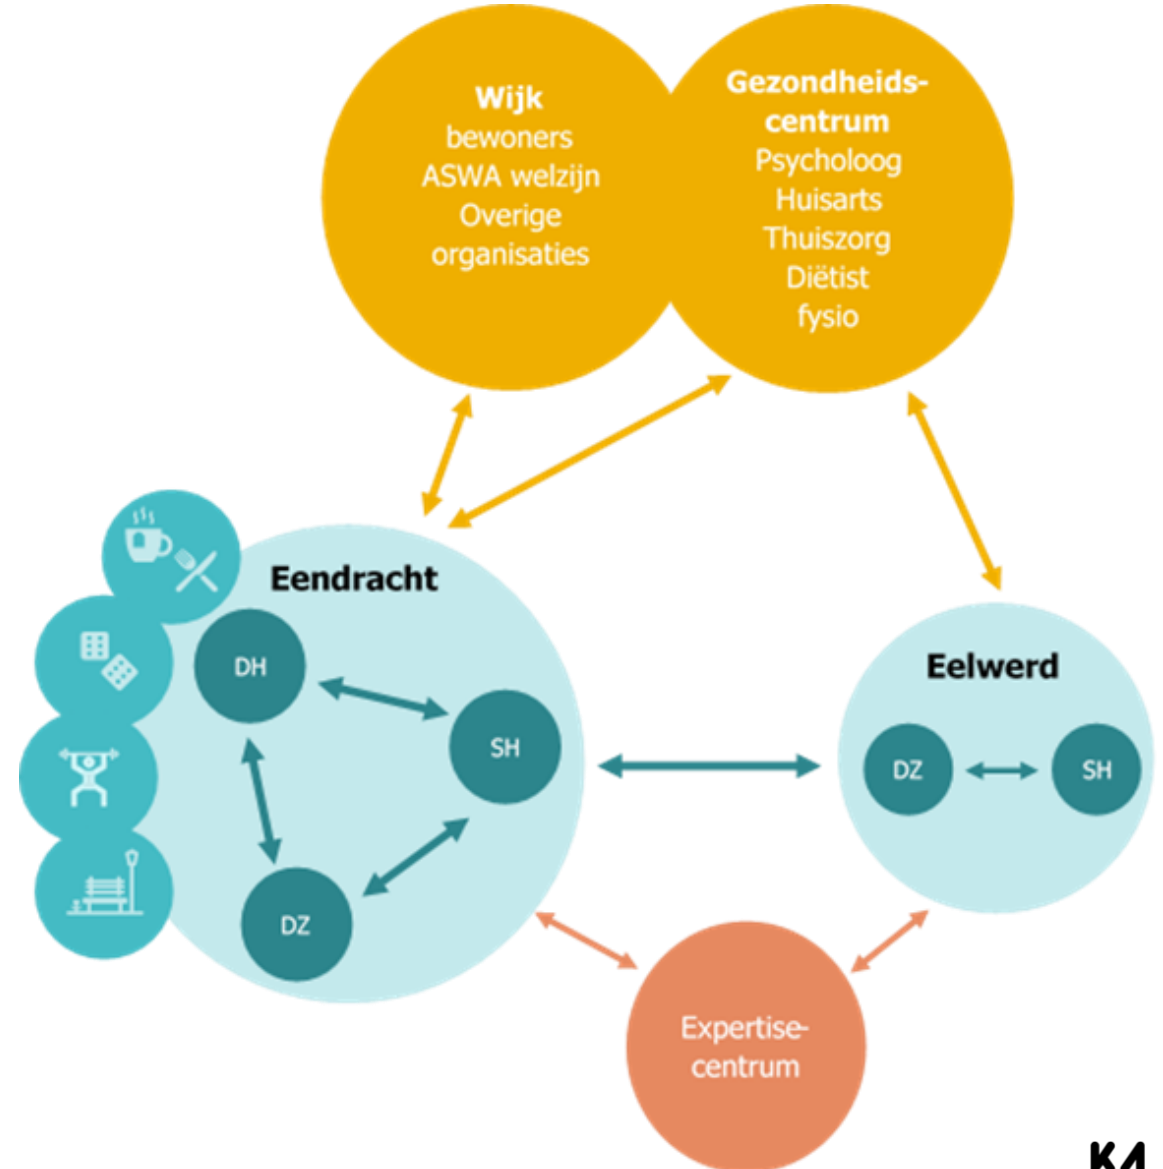 Wijk
bewoners
ASWA welzijn
Overige
organisaties
Gezondheids-
centrum
Psycholoog
Huisarts
Thuiszorg
Diëtist
fysio
Eendracht
DH
SH
DZ
Eelwerd
DZ
SH
Expertise-
centrum